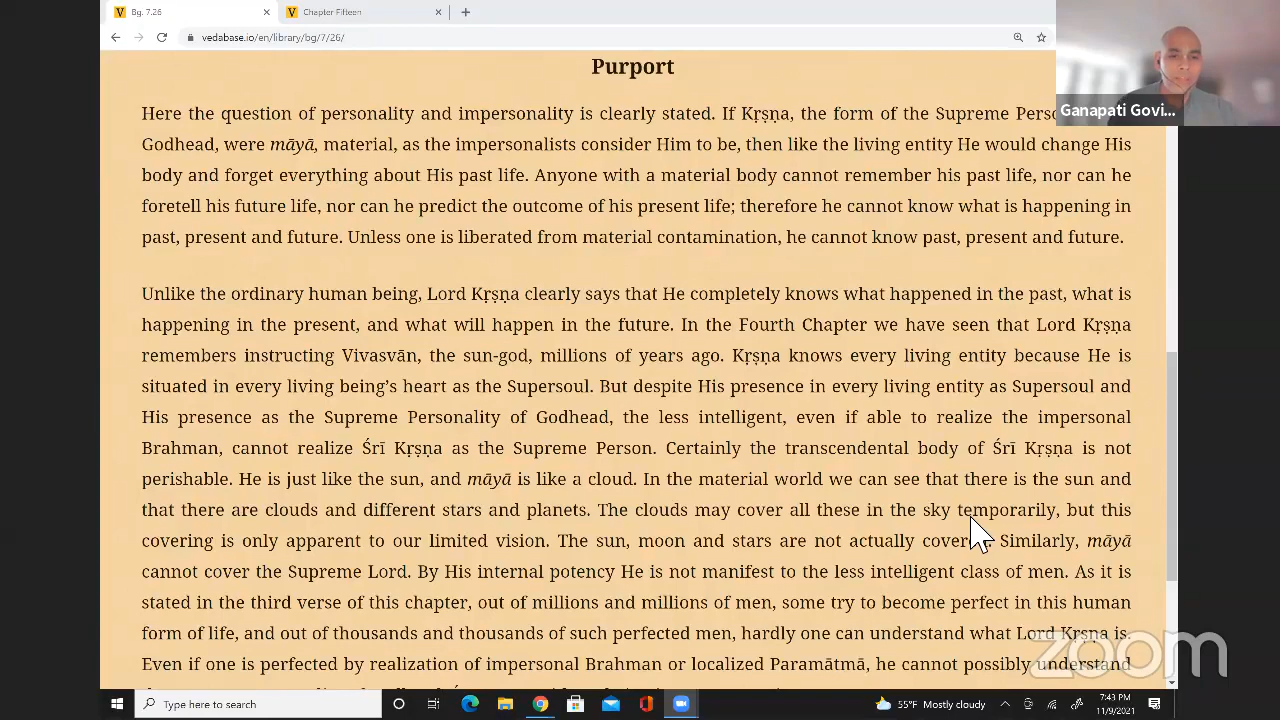 Bg. 7.26
Chapter Fifteen
vedabase.io/en/library/bg/7/26/
Ganapati Govi...
Purport
Here the question of personality and impersonality is clearly stated. If Kṛṣṇa, the form of the Supreme
Godhead, were māyā, material, as the impersonalists consider Him to be, then like the living entity He would change His
body and forget everything about His past life. Anyone with a material body cannot remember his past life, nor can he
foretell his future life, nor can he predict the outcome of his present life; therefore he cannot know what is happening in
past, present and future. Unless one is liberated from material contamination, he cannot know past, present and future.
Unlike the ordinary human being, Lord Kṛṣṇa clearly says that He completely knows what happened in the past, what is
happening in the present, and what will happen in the future. In the Fourth Chapter we have seen that Lord Kṛṣṇa
remembers instructing Vivasvān, the sun-god, millions of years ago. Kṛṣṇa knows every living entity because He is
situated in every living being's heart as the Supersoul. But despite His presence in every living entity as Supersoul and
His presence as the Supreme Personality of Godhead, the less intelligent, even if able to realize the impersonal
Brahman, cannot realize Śrī Kṛṣṇa as the Supreme Person. Certainly the transcendental body of Śrī Kṛṣṇa is not
perishable. He is just like the sun, and māyā is like a cloud. In the material world we can see that there is the sun and
that there are clouds and different stars and planets. The clouds may cover all these in the sky temporarily, but this
covering is only apparent to our limited vision. The sun, moon and stars are not actually Similarly, māyā
cannot cover the Supreme Lord. By His internal potency He is not manifest to the less intelligent class of men. As it is
stated in the third verse of this chapter, out of millions and millions of men, some try to become perfect in this human
form of life, and out of thousands and thousands of such perfected men, hardly one can understand what Lord Kṛṣṇa is.
Even if one is perfected by realization of impersonal Brahman or localized Paramātmā, he cannot possibly understand
zoom
Type here to search
55°F Mostly cloudy
7:43 PM
11/9/2021